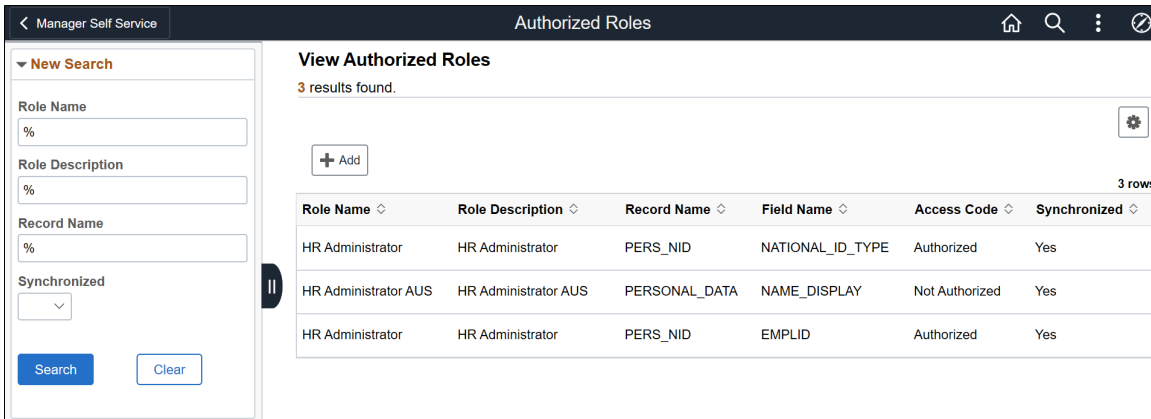 Manager Self Service
Authorized Roles
New Search
Role Name
%
Role Description
%
Record Name
%
Synchronized
Search Clear
View Authorized Roles
3 results found.
Add
3 rows
Role Name Role Description Record Name Field Name Access Code Synchronized
HR Administrator HR Administrator PERS_NID NATIONAL_ID_TYPE Authorized Yes
HR Administrator AUS HR Administrator AUS PERSONAL_DATA NAME_DISPLAY Not Authorized Yes
HR Administrator HR Administrator PERS_NID EMPLID Authorized Yes